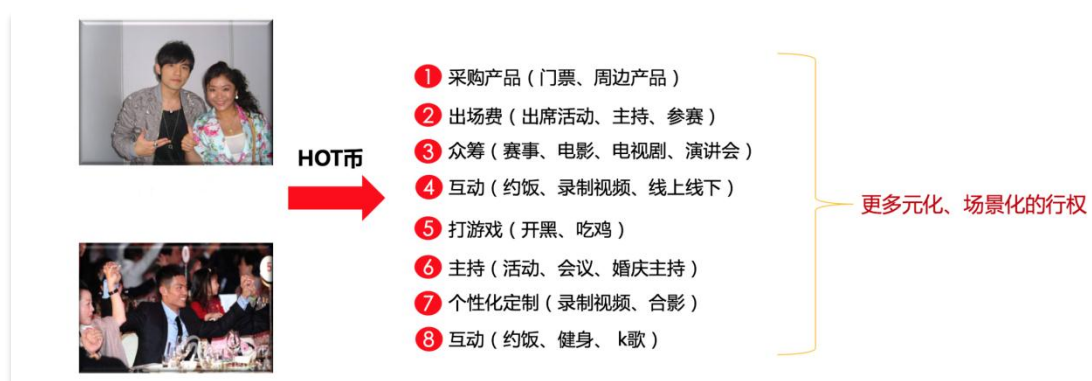 HOT币
1 采购产品（门票、周边产品）
2 出场费（出席活动、主持、参赛）
3 众筹（赛事、电影、电视剧、演讲会）
4 互动（约饭、录制视频、线上线下）
5 打游戏（开黑、吃鸡）
6 主持（活动、会议、婚庆主持）
7 个性化定制（录制视频、合影）
8 互动（约饭、健身、 k歌）
更多元化、场景化的行权